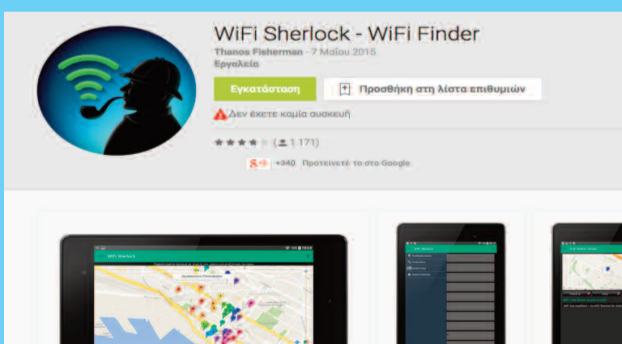 WiFi Sherlock - WiFi Finder
Thanos Fisherman - 7 Μαΐου 2015
Εργαλεία
Εγκατάσταση
Προσθήκη στη λίστα επιθυμιών
Δεν έχετε καμία συσκευή
(1.171)
g+1 +340 Προτείνετέ το στο Google
WiFi Sherlock